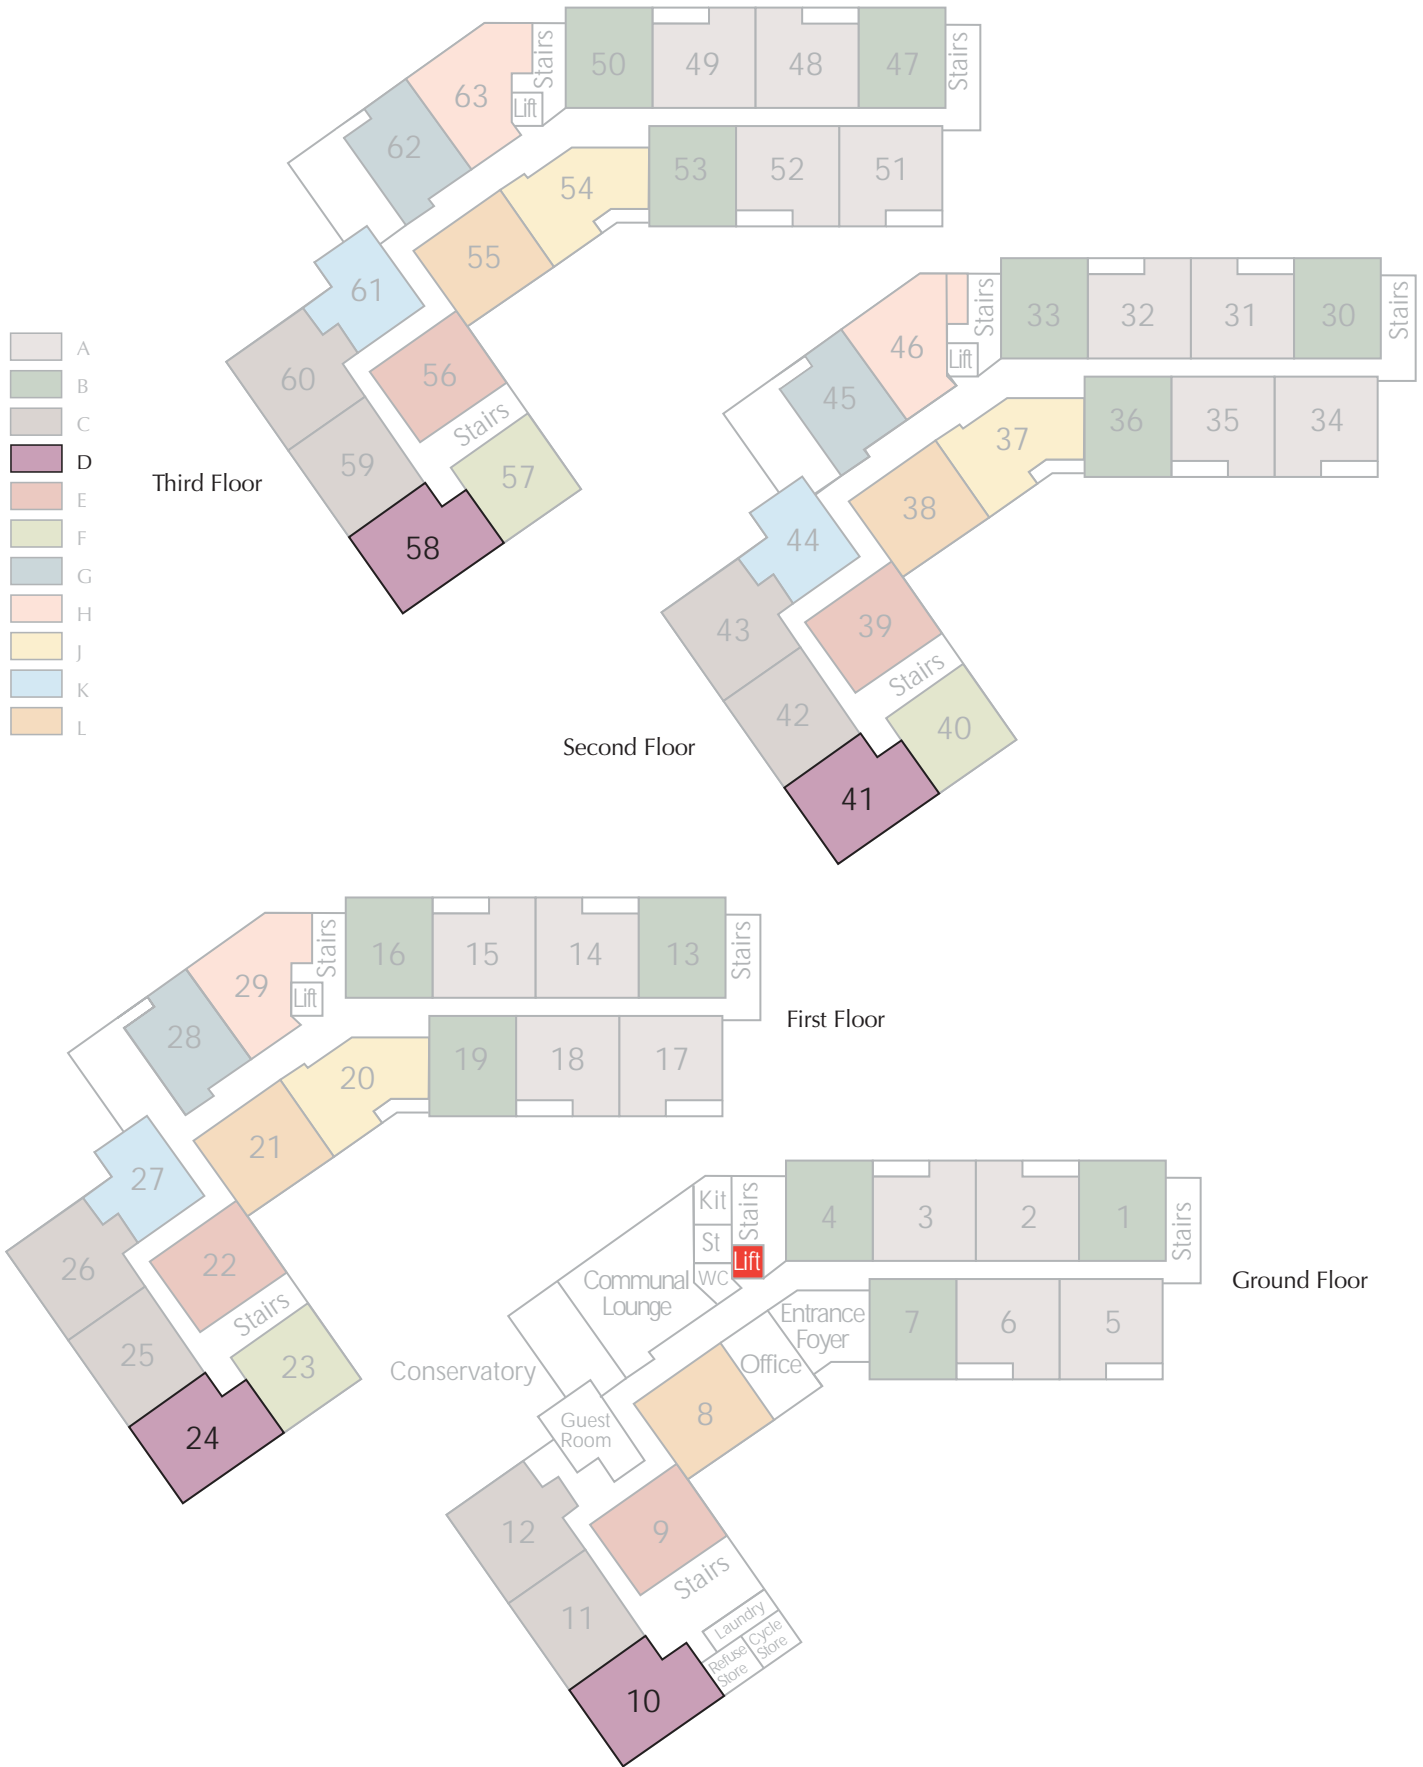 50
49
48
47
Stairs
Stairs
Lift
63
62
53
52
51
54
55
61
60
59
56
Stairs
57
58
Third Floor
A
B
C
D
E
F
G
H
J
K
L
33
32
31
30
Stairs
Stairs
Lift
46
45
36
35
34
37
38
44
43
42
39
Stairs
40
41
Second Floor
16
15
14
13
Stairs
Stairs
Lift
29
28
19
18
17
20
21
27
26
25
22
Stairs
23
24
First Floor
4
3
2
1
Stairs
Stairs
Kit
St
WC
Lift
Communal
Lounge
Conservatory
Entrance
Foyer
Office
7
6
5
8
Guest
Room
12
11
9
Stairs
Laundry
Cycle
Store
Refuse
Store
10
Ground Floor